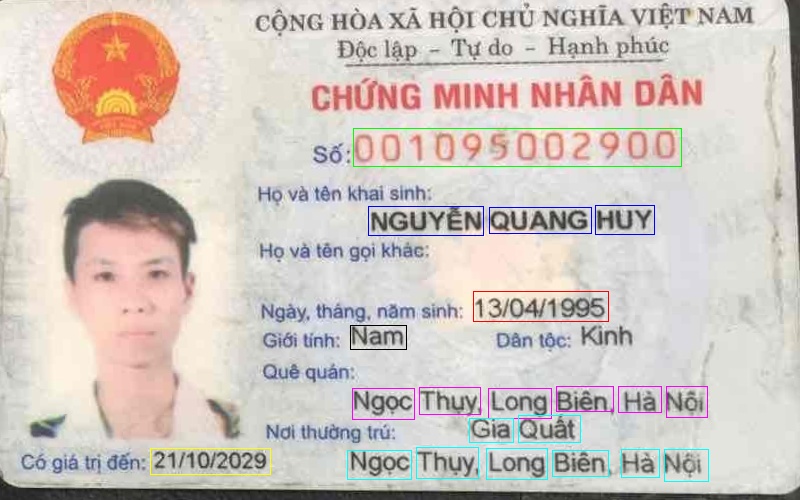 CỘNG HÒA XÃ HỘI CHỦ NGHĨA VIỆT NAM
Độc lập - Tự do - Hạnh phúc
CHỨNG MINH NHÂN DÂN
Số: 001095002900
Họ và tên khai sinh:
NGUYỄN QUANG HUY
Họ và tên gọi khác:
Ngày, tháng, năm sinh: 13/04/1995
Giới tính: Nam Dân tộc: Kinh
Quê quán:
Ngọc Thụy, Long Biên, Hà Nội
Nơi thường trú: Gia Quất
Ngọc Thụy, Long Biên, Hà Nội
Có giá trị đến: 21/10/2029